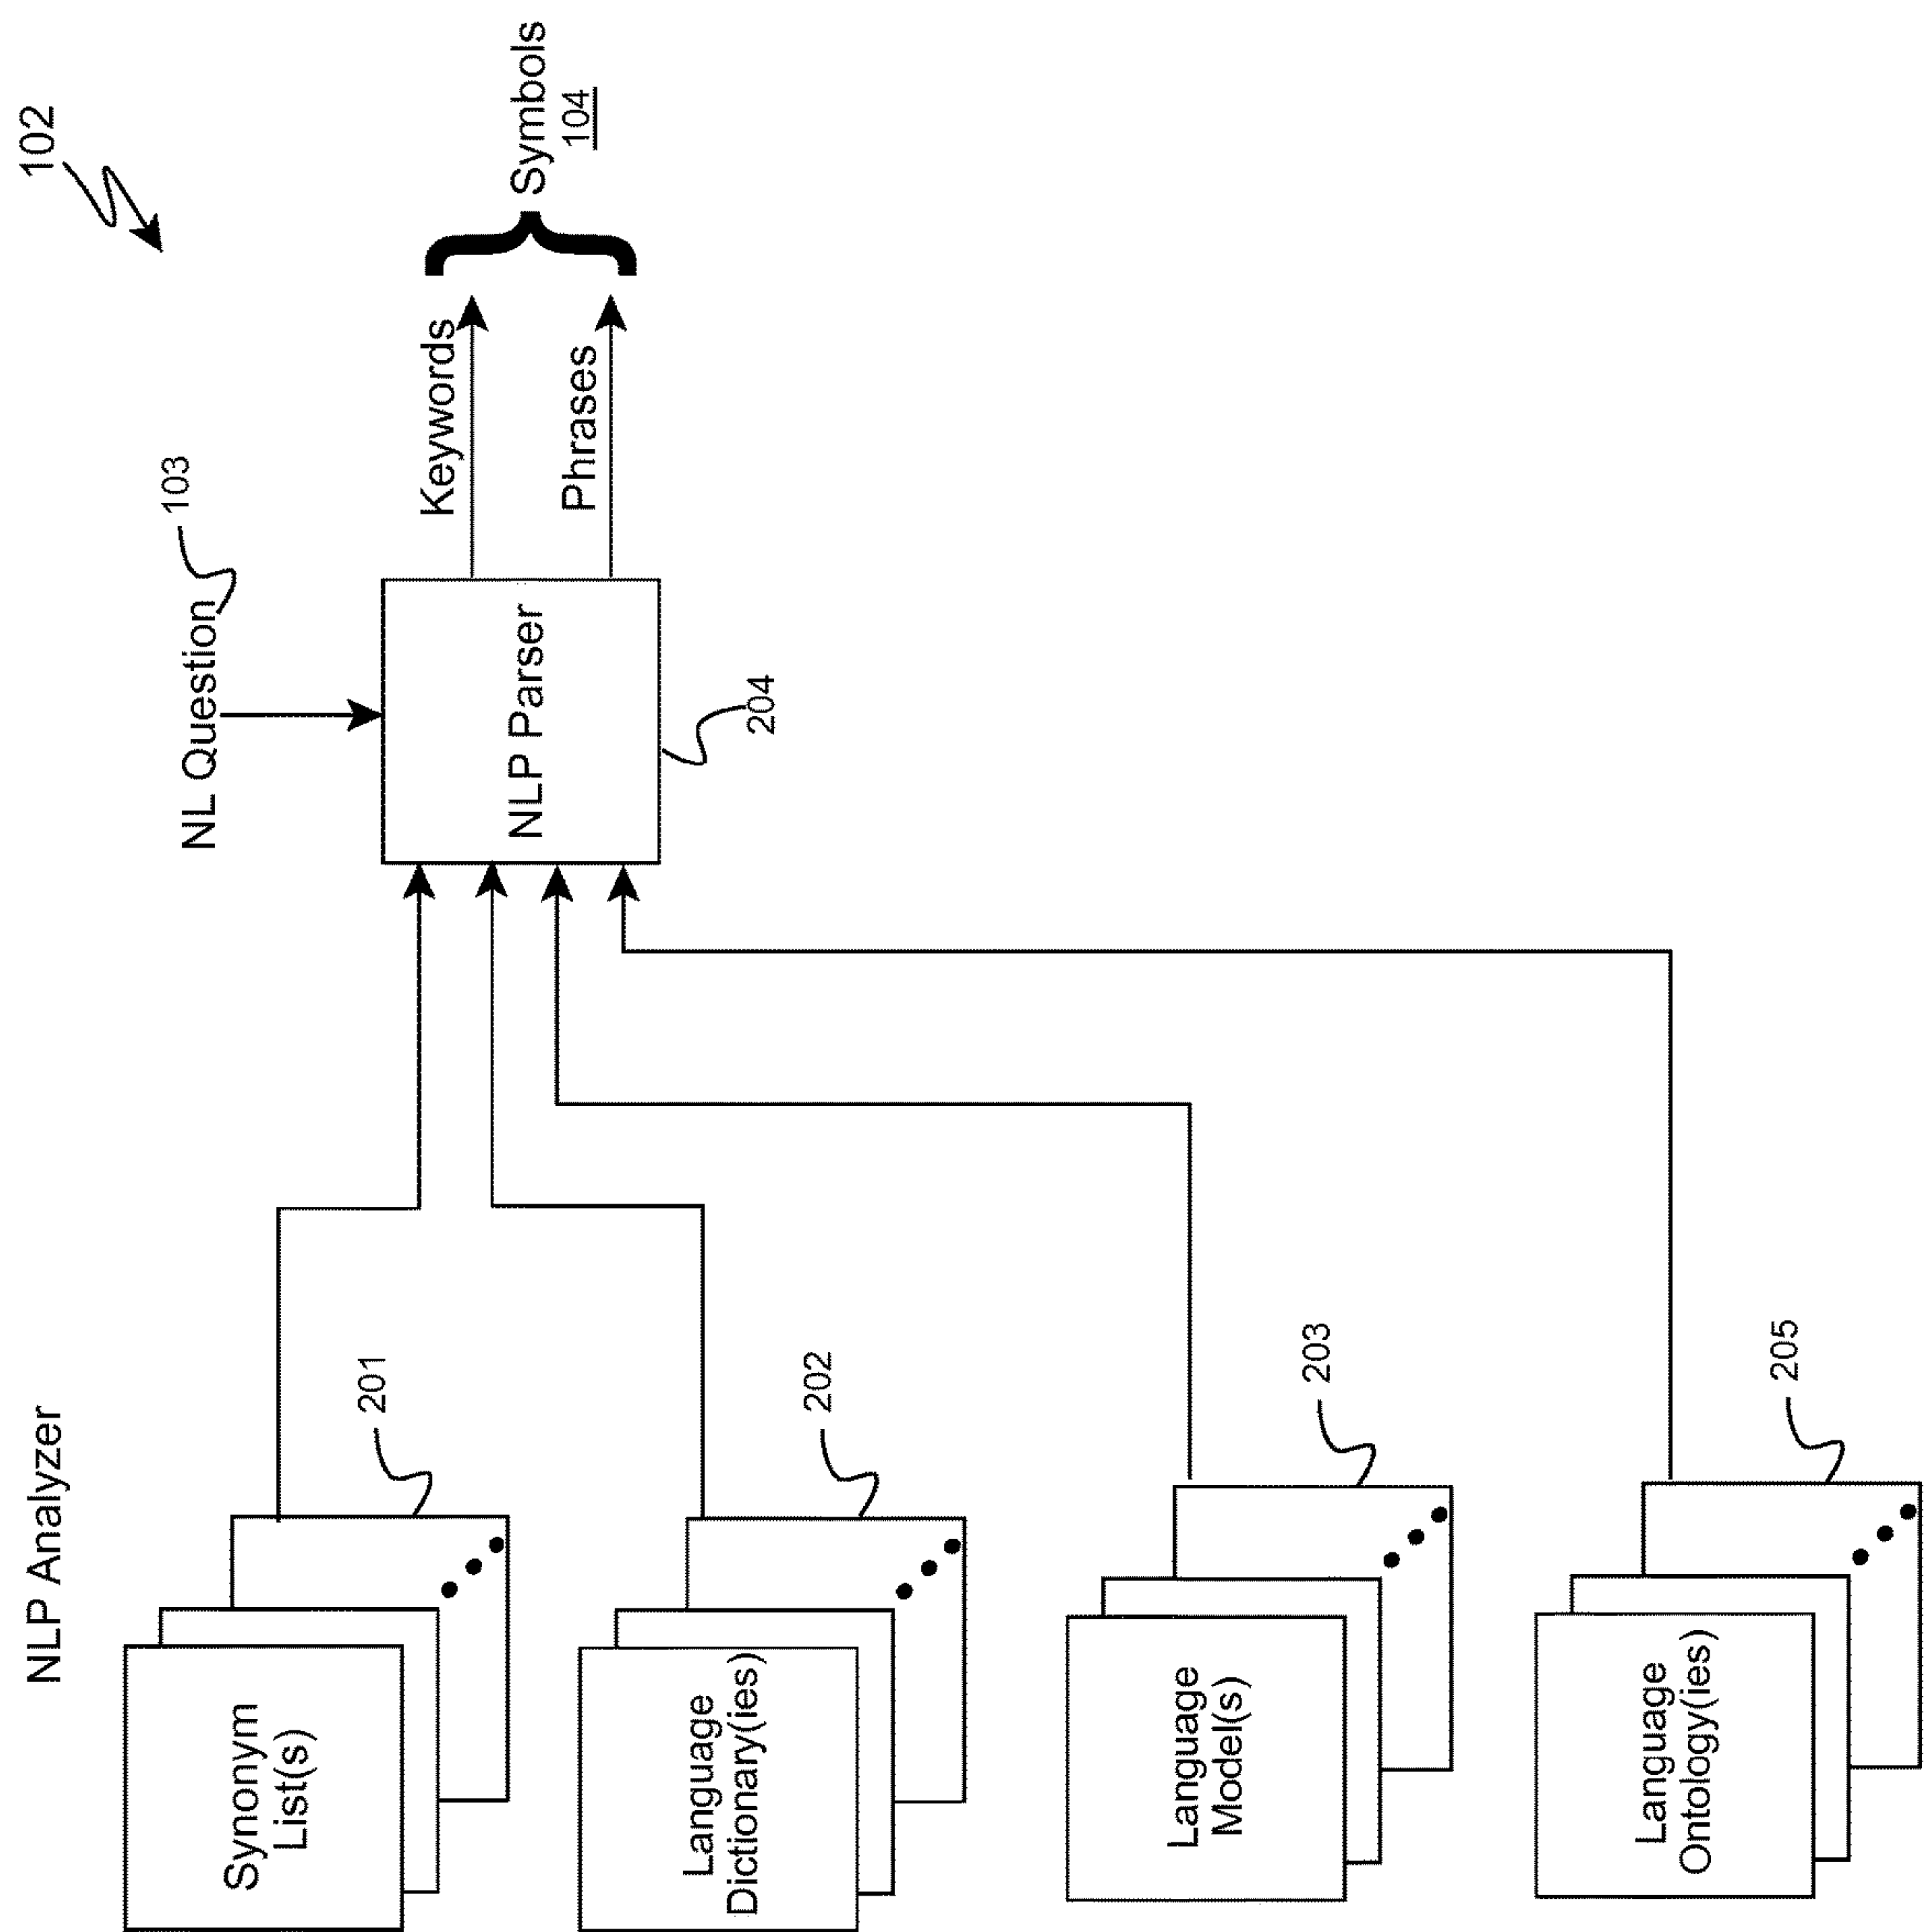 NLP Analyzer
102
NL Question
103
Synonym
List(s)
201
Language
Dictionary(ies)
202
Language
Model(s)
203
Language
Ontology(ies)
205
NLP Parser
204
Keywords
Phrases
Symbols
104